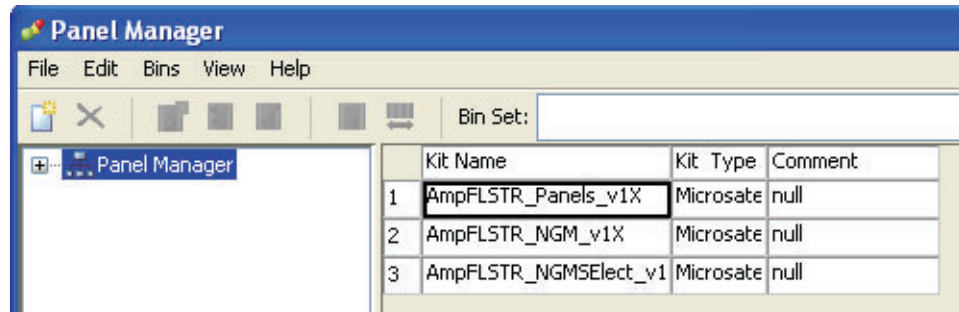 Panel Manager
File Edit Bins View Help
Bin Set:
Panel Manager
Kit Name Kit Type Comment
1 AmpFLSTR_Panels_v1X Microsate null
2 AmpFLSTR_NGM_v1X Microsate null
3 AmpFLSTR_NGMSElect_v1 Microsate null